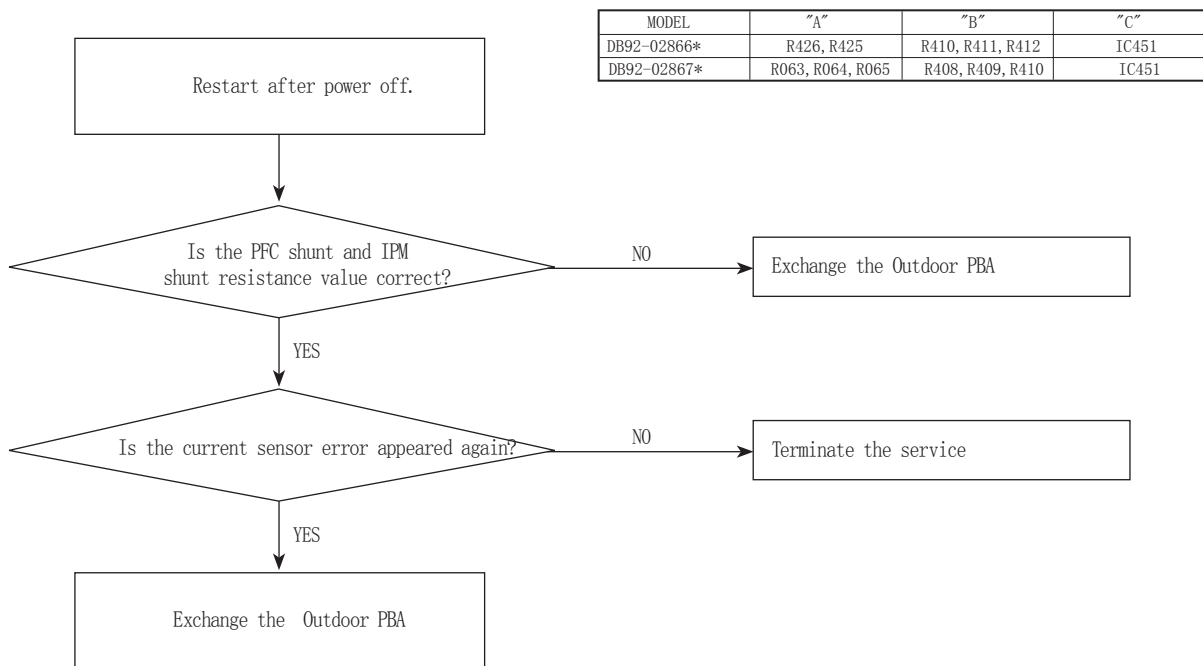 MODEL "A" "B" "C"
DB92-02866* R426, R425 R410, R411, R412 IC451
DB92-02867* R063, R064, R065 R408, R409, R410 IC451
Restart after power off.
Is the PFC shunt and IPM
shunt resistance value correct?
NO
Exchange the Outdoor PBA
YES
Is the current sensor error appeared again?
NO
Terminate the service
YES
Exchange the Outdoor PBA